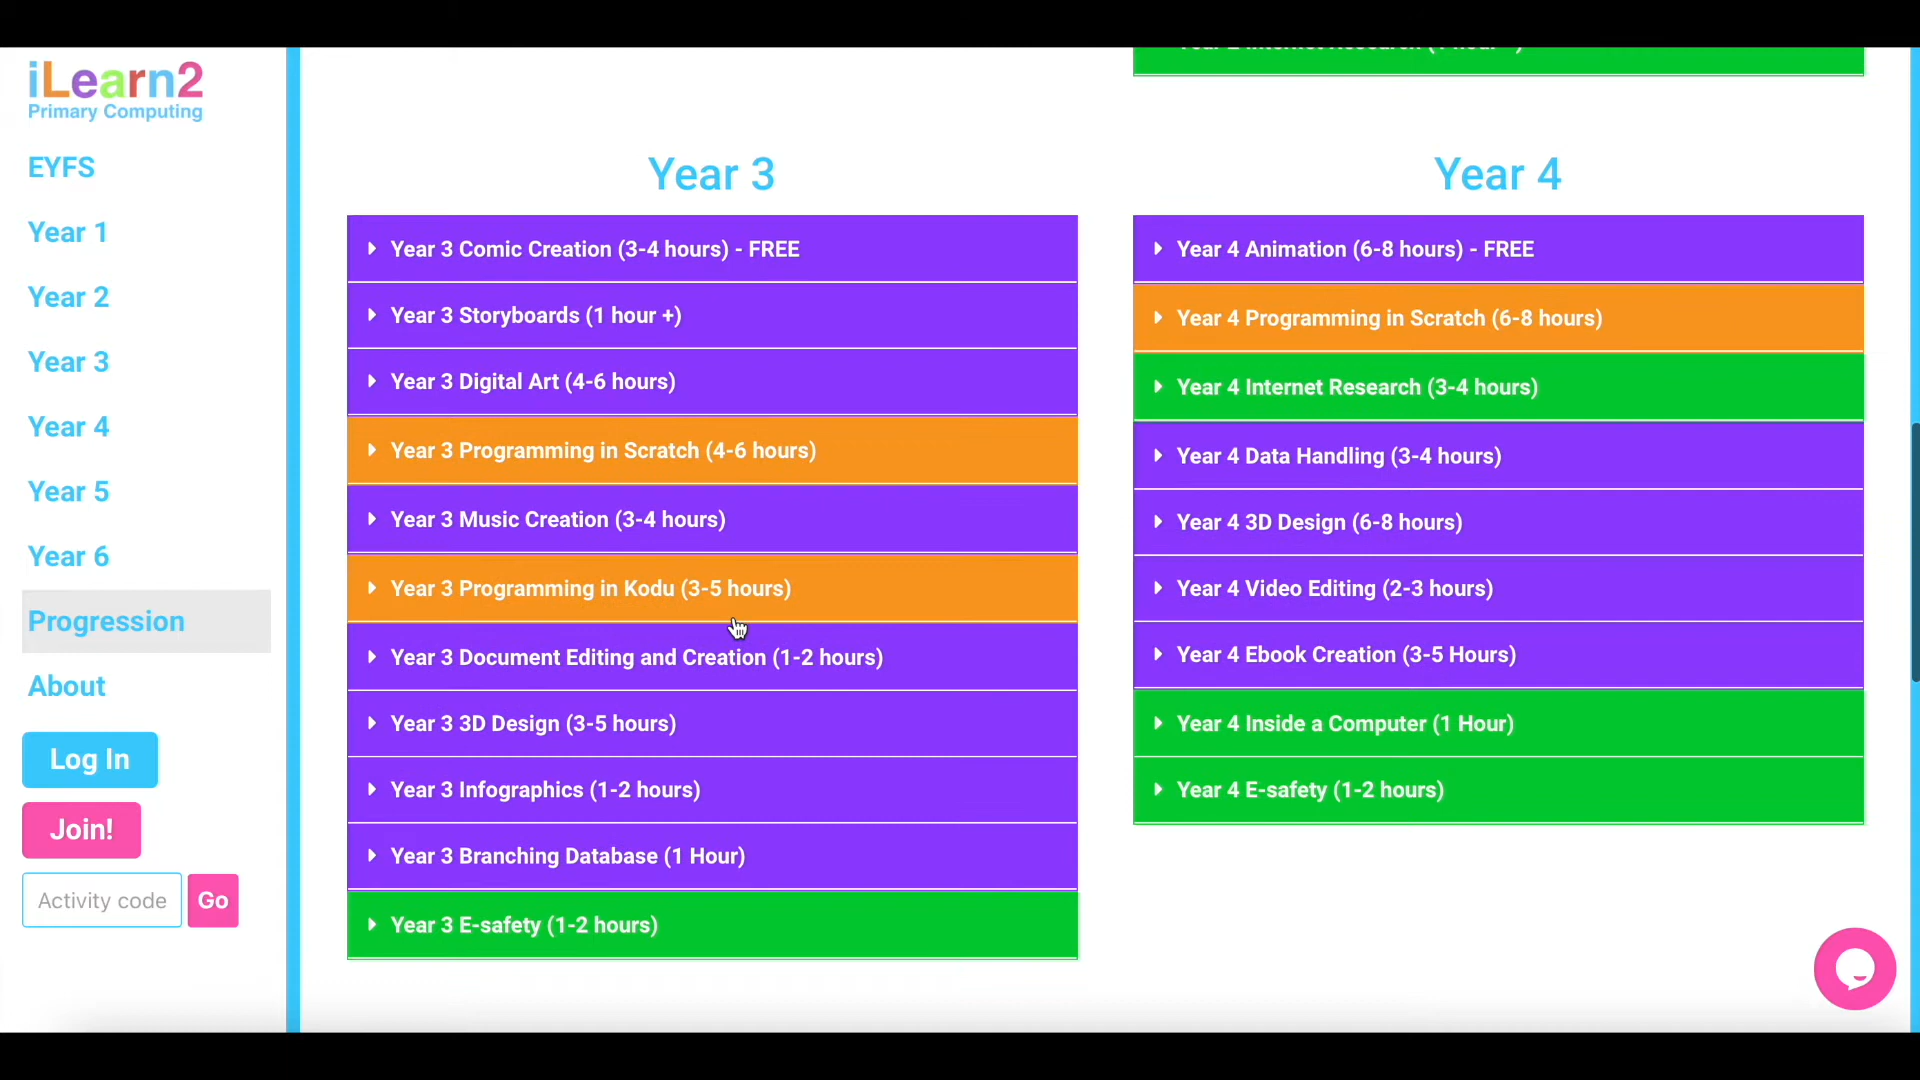 iLearn2
Primary Computing
EYFS
Year 1
Year 2
Year 3
Year 4
Year 5
Year 6
Progression
About
Log In
Join!
Activity code
Go
Year 3
Year 3 Comic Creation (3-4 hours) - FREE
Year 3 Storyboards (1 hour +)
Year 3 Digital Art (4-6 hours)
Year 3 Programming in Scratch (4-6 hours)
Year 3 Music Creation (3-4 hours)
Year 3 Programming in Kodu (3-5 hours)
Year 3 Document Editing and Creation (1-2 hours)
Year 3 3D Design (3-5 hours)
Year 3 Infographics (1-2 hours)
Year 3 Branching Database (1 Hour)
Year 3 E-safety (1-2 hours)
Year 4
Year 4 Animation (6-8 hours) - FREE
Year 4 Programming in Scratch (6-8 hours)
Year 4 Internet Research (3-4 hours)
Year 4 Data Handling (3-4 hours)
Year 4 3D Design (6-8 hours)
Year 4 Video Editing (2-3 hours)
Year 4 Ebook Creation (3-5 Hours)
Year 4 Inside a Computer (1 Hour)
Year 4 E-safety (1-2 hours)